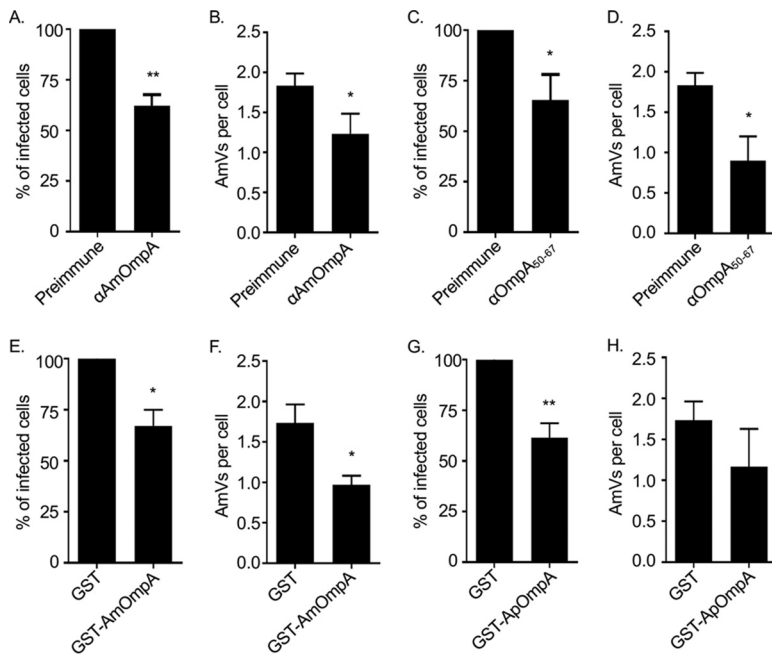 A.
% of infected cells
100
75
50
25
0
Preimmune
αAmOmpA
**
B.
AmVs per cell
2.5
2.0
1.5
1.0
0.5
0.0
Preimmune
αAmOmpA
*
C.
% of infected cells
100
75
50
25
0
Preimmune
αOmpA50-67
*
D.
AmVs per cell
2.5
2.0
1.5
1.0
0.5
0.0
Preimmune
αOmpA50-67
*
E.
% of infected cells
100
75
50
25
0
GST
GST-AmOmpA
*
F.
AmVs per cell
2.5
2.0
1.5
1.0
0.5
0.0
GST
GST-AmOmpA
*
G.
% of infected cells
100
75
50
25
0
GST
GST-ApOmpA
**
H.
AmVs per cell
2.5
2.0
1.5
1.0
0.5
0.0
GST
GST-ApOmpA